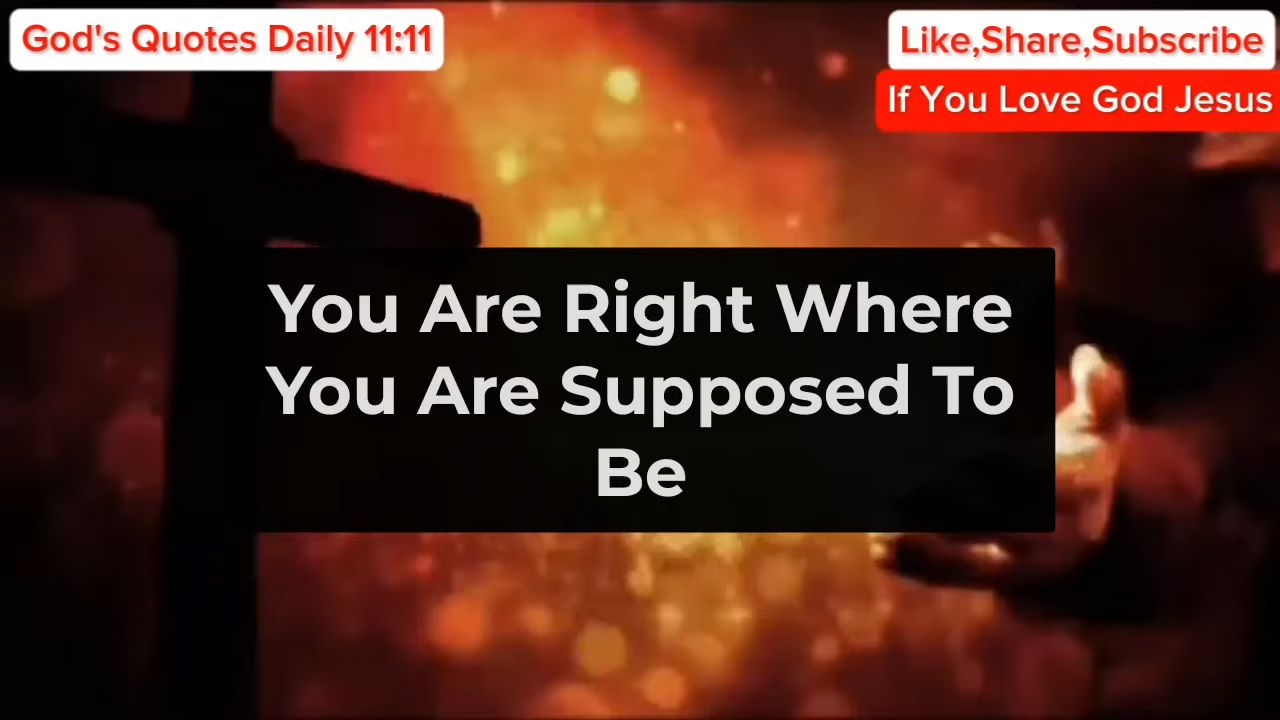 God's Quotes Daily 11:11
Like,Share,Subscribe
If You Love God Jesus
You Are Right Where
You Are Supposed To
Be